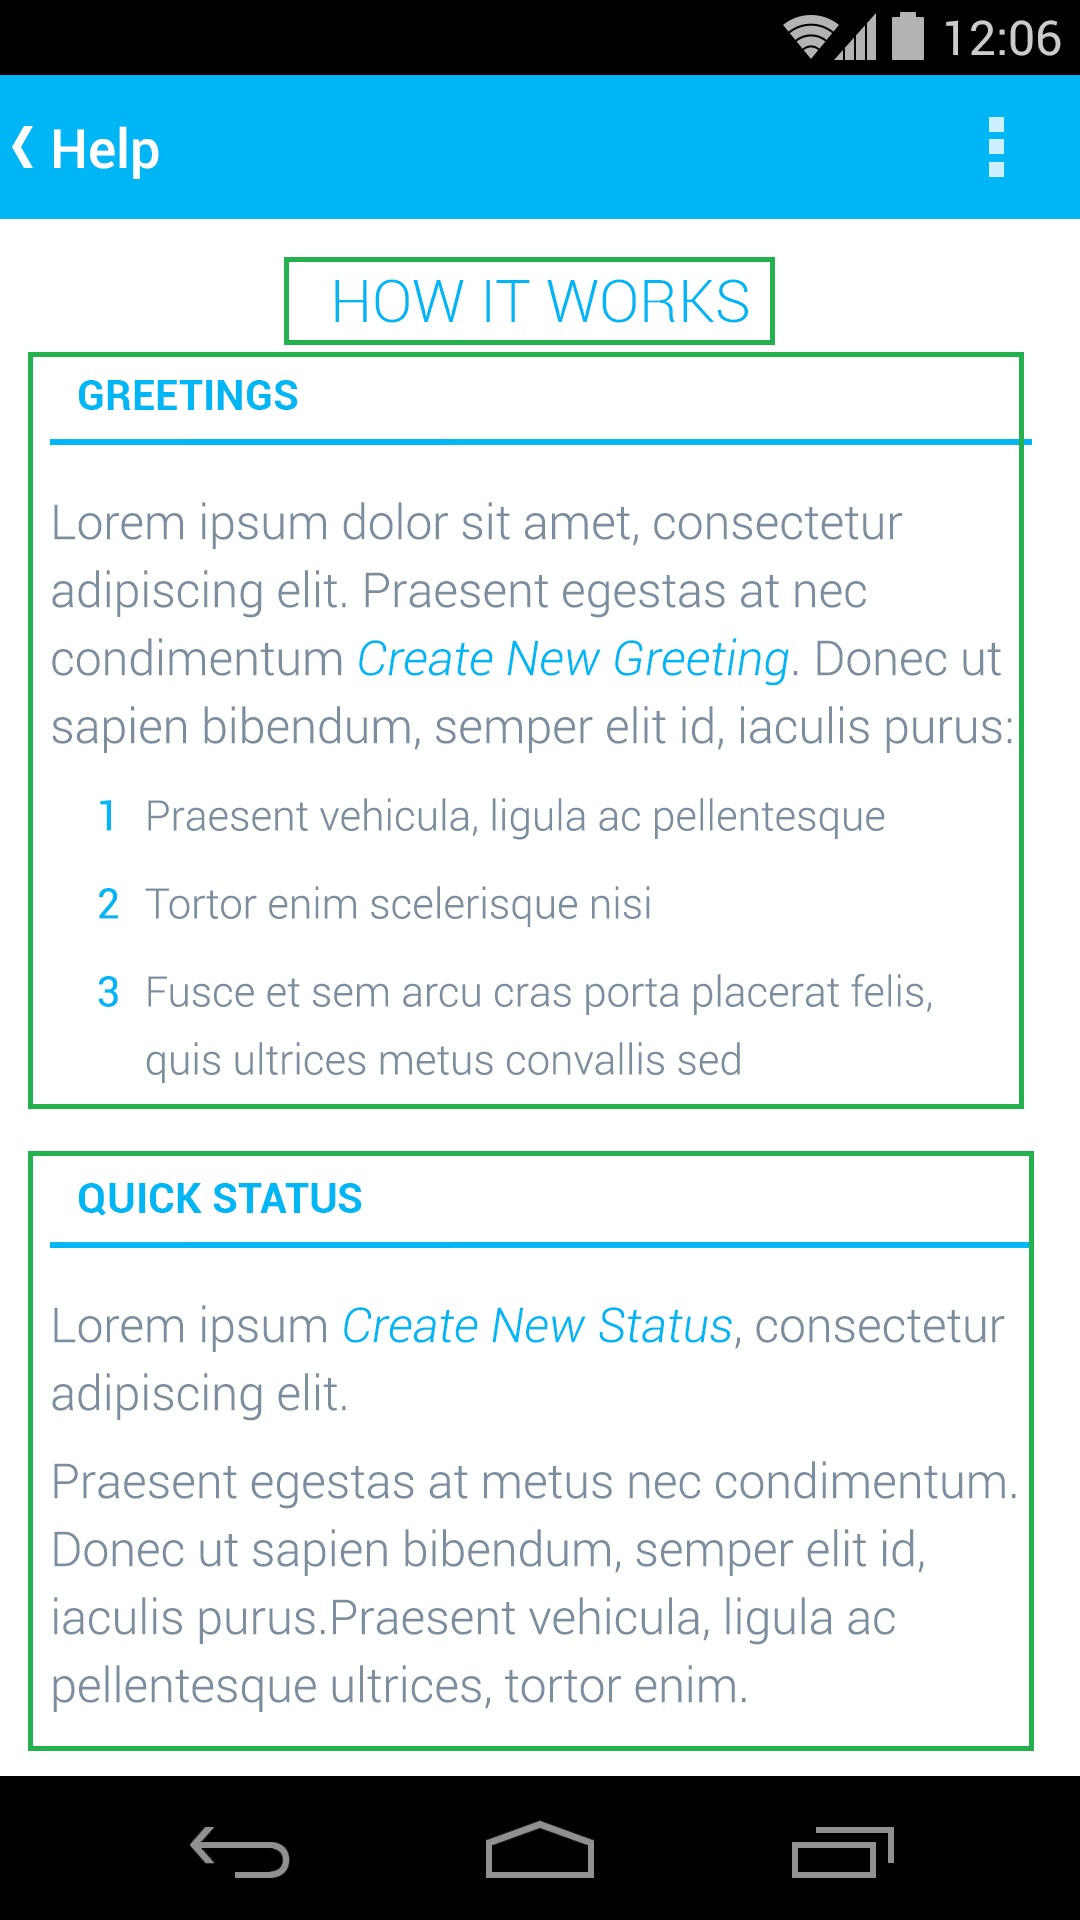 12:06
Help
HOW IT WORKS
GREETINGS
Lorem ipsum dolor sit amet, consectetur
adipiscing elit. Praesent egestas at nec
condimentum Create New Greeting. Donec ut
sapien bibendum, semper elit id, iaculis purus:
1 Praesent vehicula, ligula ac pellentesque
2 Tortor enim scelerisque nisi
3 Fusce et sem arcu cras porta placerat felis,
quis ultrices metus convallis sed
QUICK STATUS
Lorem ipsum Create New Status, consectetur
adipiscing elit.
Praesent egestas at metus nec condimentum.
Donec ut sapien bibendum, semper elit id,
iaculis purus.Praesent vehicula, ligula ac
pellentesque ultrices, tortor enim.